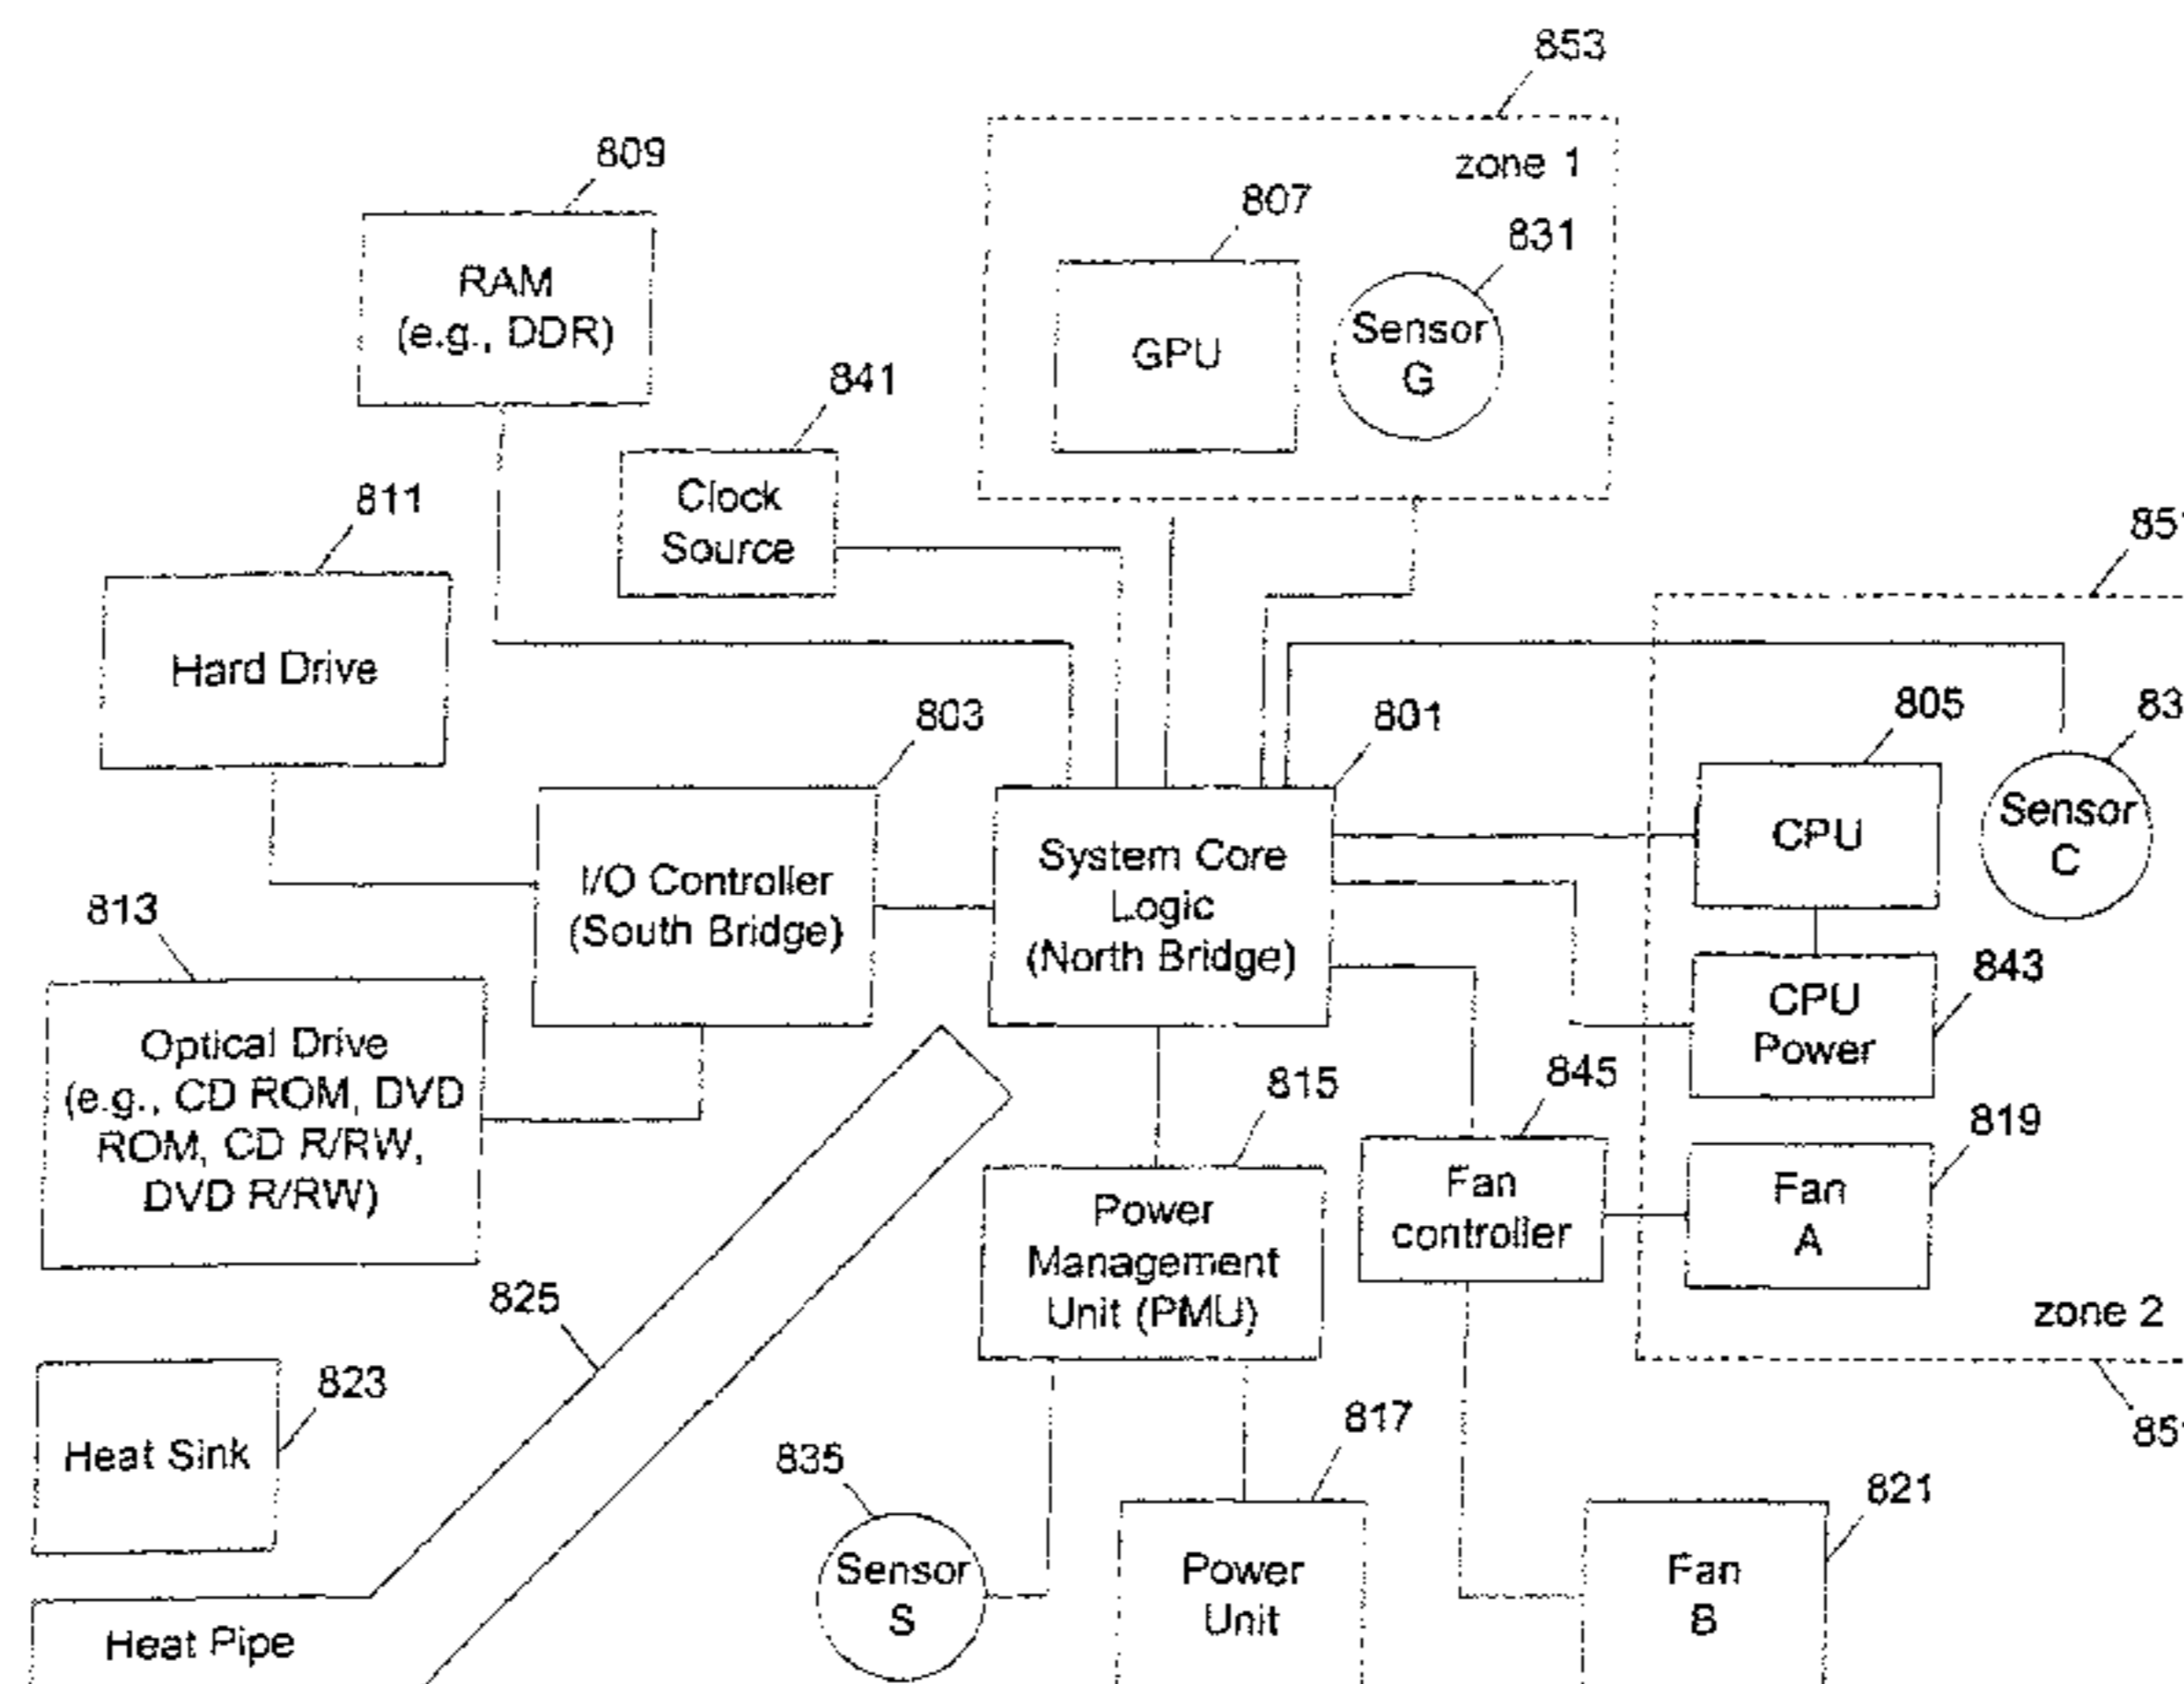 853
809
zone 1
807
831
RAM
(e.g., DDR)
GPU
Sensor
G
841
Clock
Source
811
Hard Drive
803
801
805
I/O Controller
(South Bridge)
System Core
Logic
(North Bridge)
CPU
Sensor
C
813
843
CPU
Power
Optical Drive
(e.g., CD ROM, DVD
ROM, CD R/RW,
DVD R/RW)
815
845
819
Power
Management
Unit (PMU)
Fan
controller
Fan
A
825
zone 2
823
Heat Sink
817
835
821
Sensor
S
Power
Unit
Fan
B
Heat Pipe